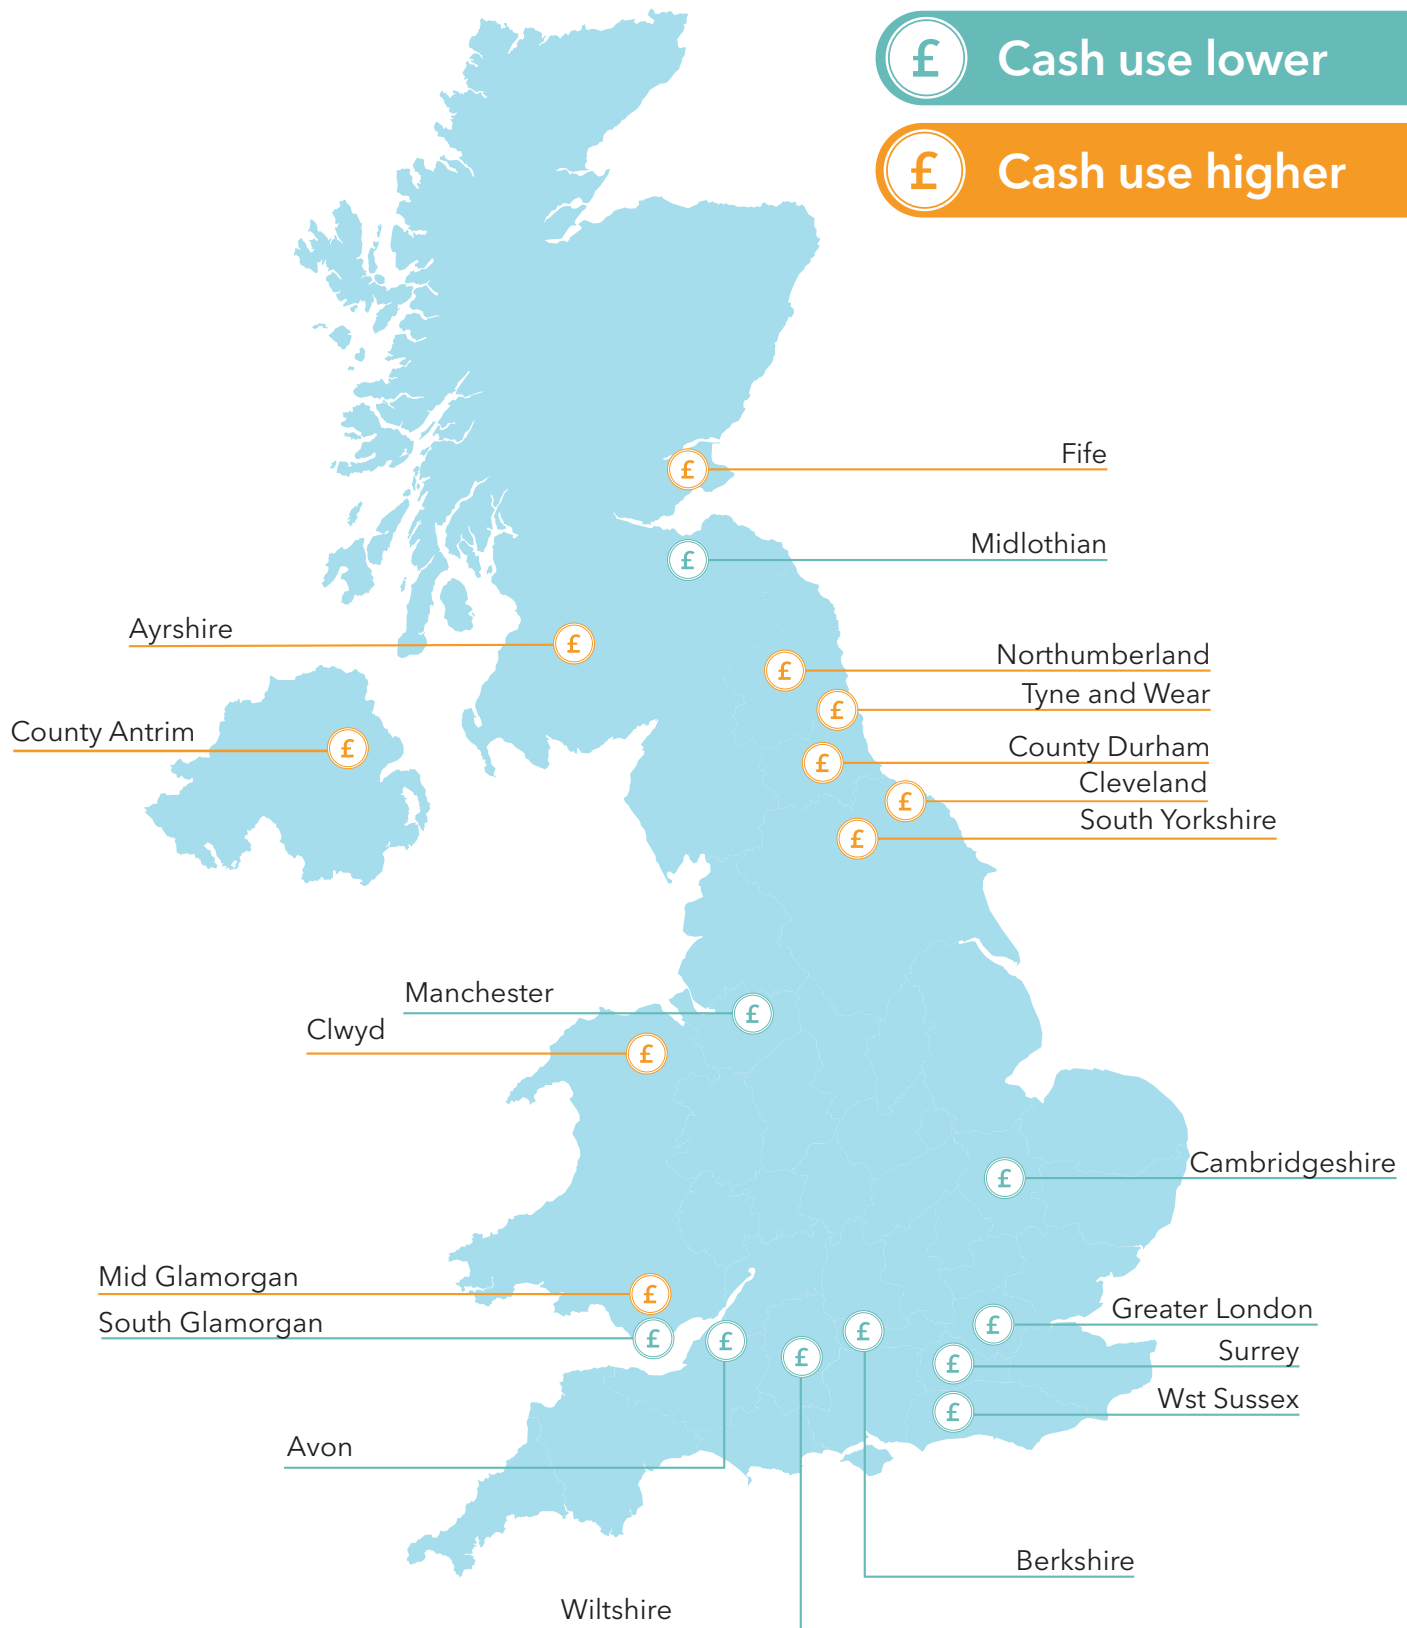 £ Cash use lower
£ Cash use higher
£ Fife
£ Midlothian
Ayrshire £
£ Northumberland
£ Tyne and Wear
County Antrim £
£ County Durham
£ Cleveland
£ South Yorkshire
Manchester £
Clwyd £
£ Cambridgeshire
Mid Glamorgan £
South Glamorgan £
£ Greater London
£ Surrey
£ Wst Sussex
Avon £
£ Berkshire
Wiltshire £